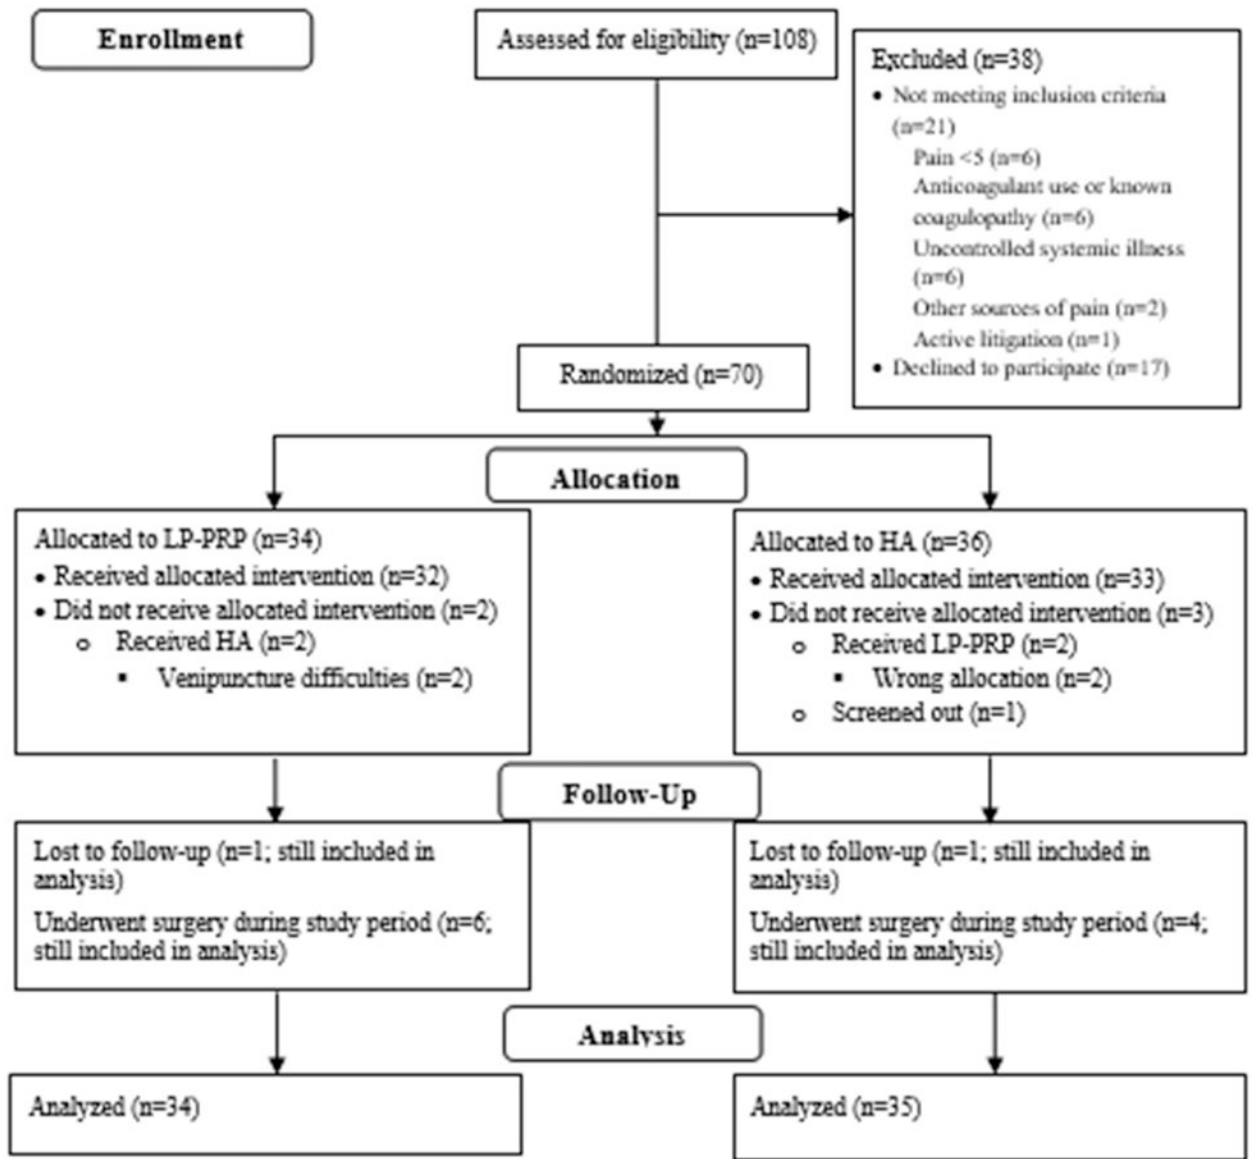 Enrollment
Assessed for eligibility (n=108)
Excluded (n=38)
• Not meeting inclusion criteria
(n=21)
Pain <5 (n=6)
Anticoagulant use or known
coagulopathy (n=6)
Uncontrolled systemic illness
(n=6)
Other sources of pain (n=2)
Active litigation (n=1)
• Declined to participate (n=17)
Randomized (n=70)
Allocation
Allocated to LP-PRP (n=34)
• Received allocated intervention (n=32)
• Did not receive allocated intervention (n=2)
o Received HA (n=2)
▪ Venipuncture difficulties (n=2)
Allocated to HA (n=36)
• Received allocated intervention (n=33)
• Did not receive allocated intervention (n=3)
o Received LP-PRP (n=2)
▪ Wrong allocation (n=2)
o Screened out (n=1)
Follow-Up
Lost to follow-up (n=1; still included in
analysis)
Underwent surgery during study period (n=6;
still included in analysis)
Lost to follow-up (n=1; still included in
analysis)
Underwent surgery during study period (n=4;
still included in analysis)
Analysis
Analyzed (n=34)
Analyzed (n=35)